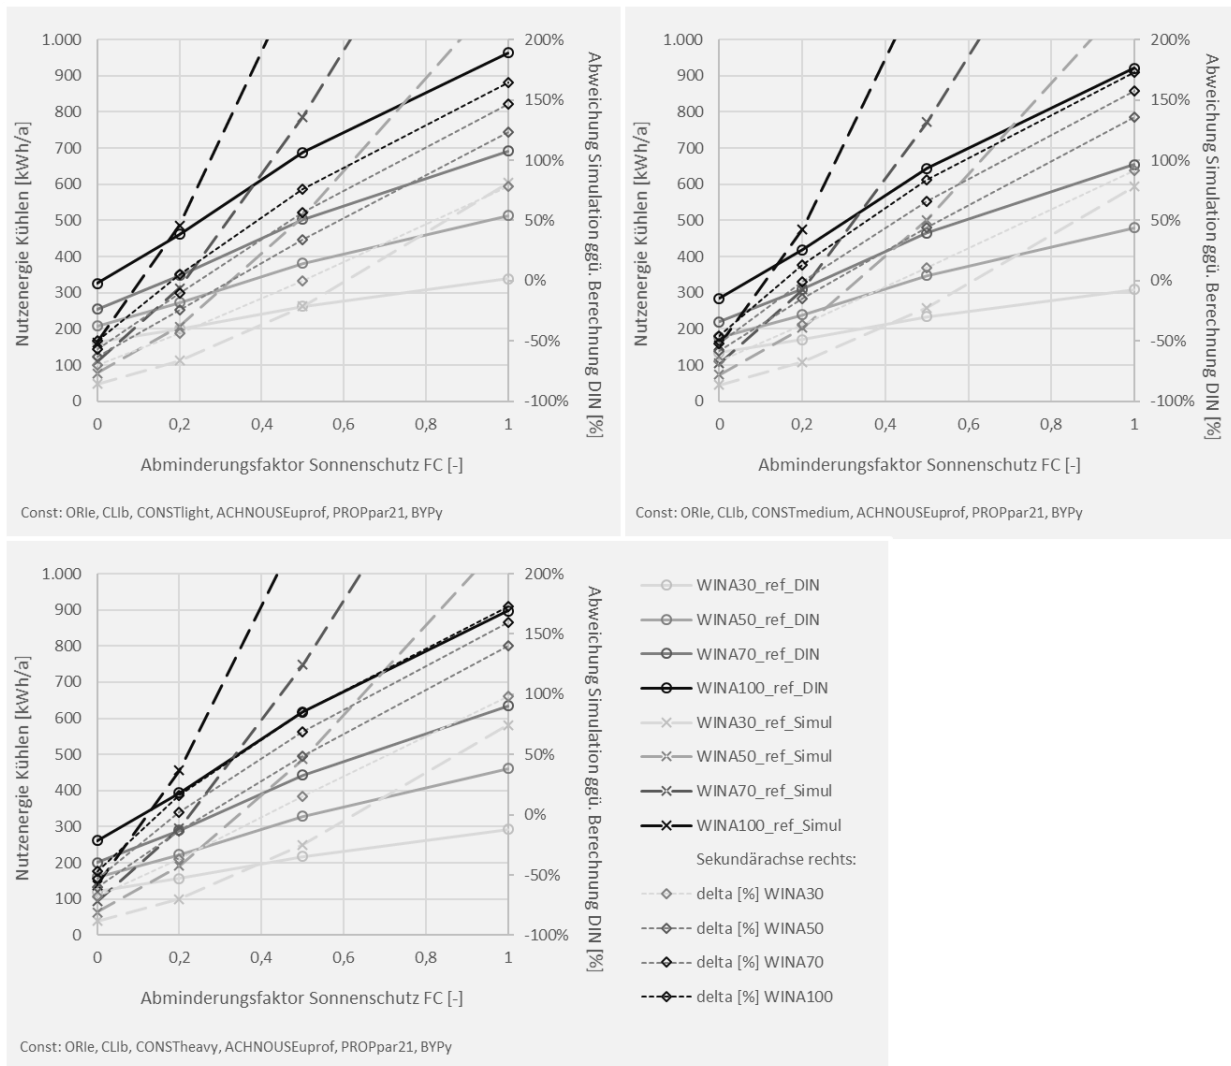 1.000
900
800
700
600
500
400
300
200
100
0
Nutzenergie Kühlen [kWh/a]
200%
150%
100%
50%
0%
-50%
-100%
Abweichung Simulation ggü. Berechnung DIN [%]
0 0,2 0,4 0,6 0,8 1
Abminderungsfaktor Sonnenschutz FC [-]
Const: ORIe, CLIb, CONSTlight, ACHNOUSEuprof, PROPpar21, BYPy
1.000
900
800
700
600
500
400
300
200
100
0
Nutzenergie Kühlen [kWh/a]
200%
150%
100%
50%
0%
-50%
-100%
Abweichung Simulation ggü. Berechnung DIN [%]
0 0,2 0,4 0,6 0,8 1
Abminderungsfaktor Sonnenschutz FC [-]
Const: ORIe, CLIb, CONSTmedium, ACHNOUSEuprof, PROPpar21, BYPy
1.000
900
800
700
600
500
400
300
200
100
0
Nutzenergie Kühlen [kWh/a]
200%
150%
100%
50%
0%
-50%
-100%
Abweichung Simulation ggü. Berechnung DIN [%]
0 0,2 0,4 0,6 0,8 1
Abminderungsfaktor Sonnenschutz FC [-]
Const: ORIe, CLIb, CONSTheavy, ACHNOUSEuprof, PROPpar21, BYPy
WINA30_ref_DIN
WINA50_ref_DIN
WINA70_ref_DIN
WINA100_ref_DIN
WINA30_ref_Simul
WINA50_ref_Simul
WINA70_ref_Simul
WINA100_ref_Simul
Sekundärachse rechts:
delta [%] WINA30
delta [%] WINA50
delta [%] WINA70
delta [%] WINA100